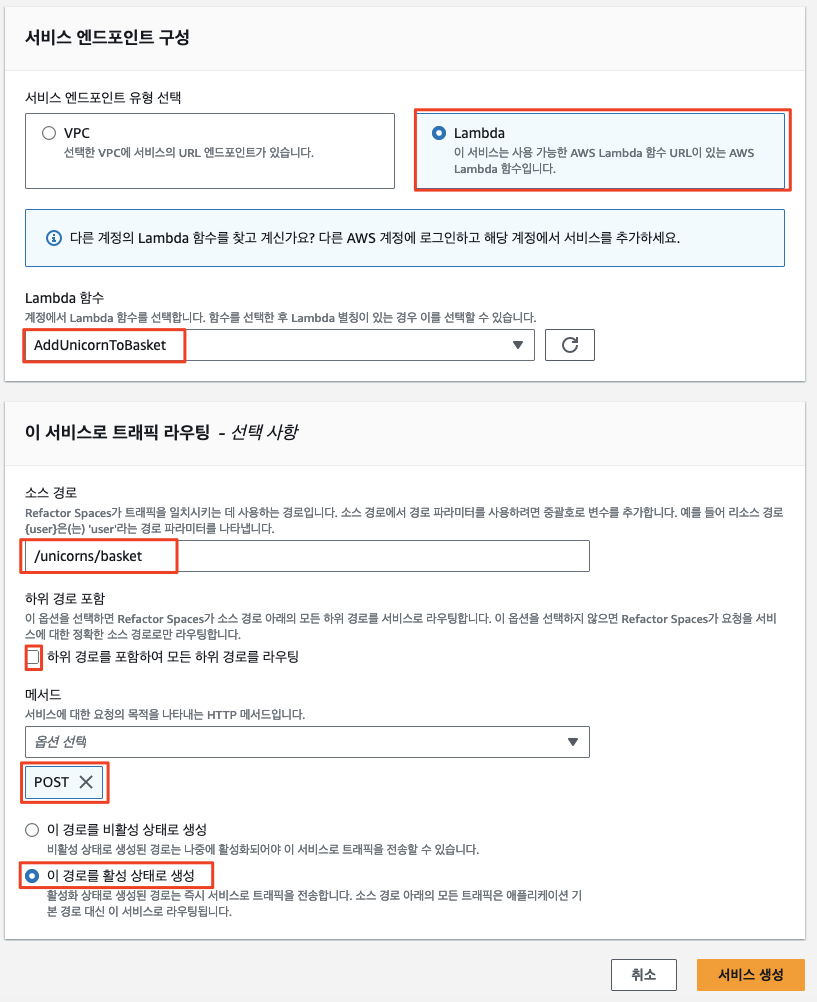 서비스 엔드포인트 구성
서비스 엔드포인트 유형 선택
VPC
선택한 VPC에 서비스의 URL 엔드포인트가 있습니다.
Lambda
이 서비스는 사용 가능한 AWS Lambda 함수 URL이 있는 AWS
Lambda 함수입니다.
다른 계정의 Lambda 함수를 찾고 계신가요? 다른 AWS 계정에 로그인하고 해당 계정에서 서비스를 추가하세요.
Lambda 함수
계정에서 Lambda 함수를 선택합니다. 함수를 선택한 후 Lambda 별칭이 있는 경우 이를 선택할 수 있습니다.
AddUnicornToBasket
이 서비스로 트래픽 라우팅 - 선택 사항
소스 경로
Refactor Spaces가 트래픽을 일치시키는 데 사용하는 경로입니다. 소스 경로에서 경로 파라미터를 사용하려면 중괄호로 변수를 추가합니다. 예를 들어 리소스 경로
{user}은(는) 'user'라는 경로 파라미터를 나타냅니다.
/unicorns/basket
하위 경로 포함
이 옵션을 선택하면 Refactor Spaces가 소스 경로 아래의 모든 하위 경로를 서비스로 라우팅합니다. 이 옵션을 선택하지 않으면 Refactor Spaces가 요청을 서비
스에 대한 정확한 소스 경로로만 라우팅합니다.
하위 경로를 포함하여 모든 하위 경로를 라우팅
메서드
서비스에 대한 요청의 목적을 나타내는 HTTP 메서드입니다.
옵션 선택
POST
이 경로를 비활성 상태로 생성
비활성 상태로 생성된 경로는 나중에 활성화되어야 이 서비스로 트래픽을 전송할 수 있습니다.
이 경로를 활성 상태로 생성
활성화 상태로 생성된 경로는 즉시 서비스로 트래픽을 전송합니다. 소스 경로 아래의 모든 트래픽은 애플리케이션 기
본 경로 대신 이 서비스로 라우팅됩니다.
취소
서비스 생성